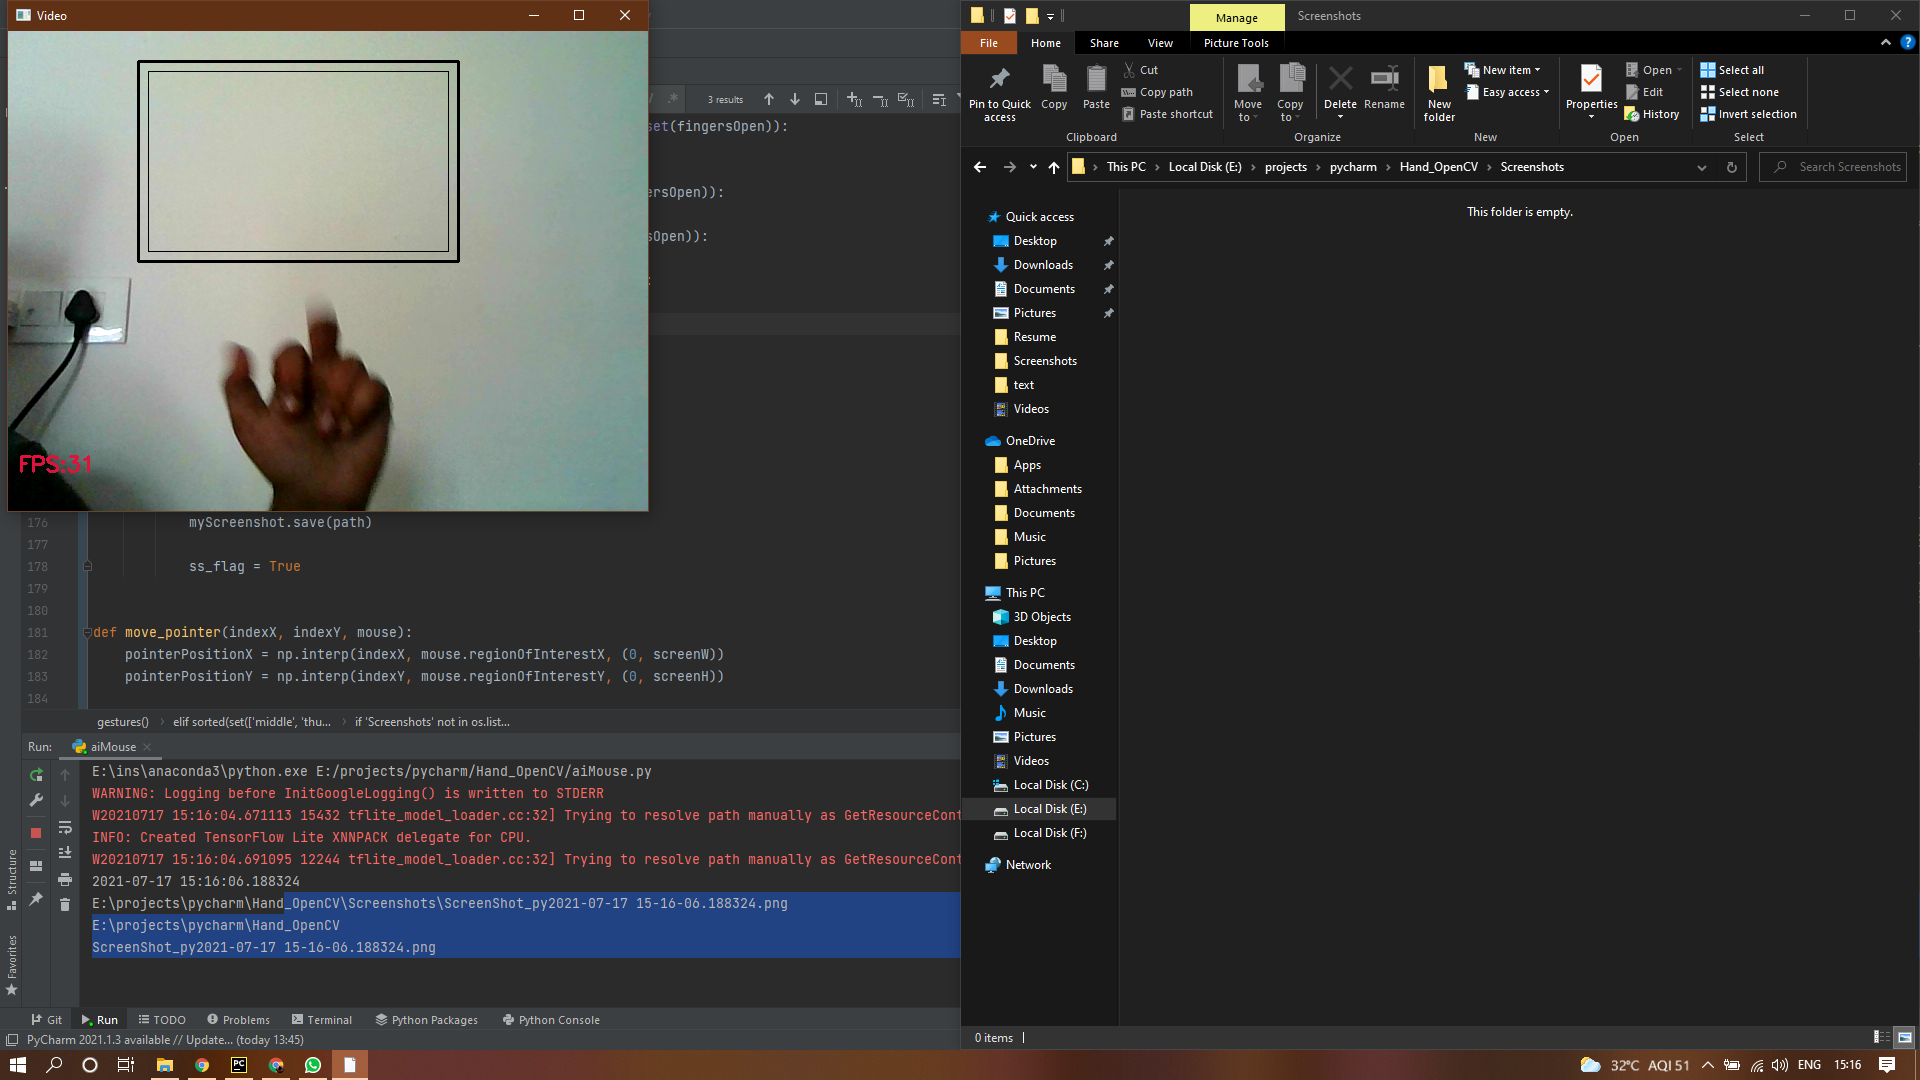 Video
FPS:31
3 results
set(fingersOpen)):
ersOpen)):
sOpen)):
:
176 myScreenshot.save(path)
177
178 ss_flag = True
179
180
181 def move_pointer(indexX, indexY, mouse):
182 pointerPositionX = np.interp(indexX, mouse.regionOfInterestX, (0, screenW))
183 pointerPositionY = np.interp(indexY, mouse.regionOfInterestY, (0, screenH))
184
gestures() › elif sorted(set(['middle', 'thu... › if 'Screenshots' not in os.list...
Run: aiMouse
E:\ins\anaconda3\python.exe E:/projects/pycharm/Hand_OpenCV/aiMouse.py
WARNING: Logging before InitGoogleLogging() is written to STDERR
W20210717 15:16:04.671113 15432 tflite_model_loader.cc:32] Trying to resolve path manually as GetResourceCont
INFO: Created TensorFlow Lite XNNPACK delegate for CPU.
W20210717 15:16:04.691095 12244 tflite_model_loader.cc:32] Trying to resolve path manually as GetResourceCont
2021-07-17 15:16:06.188324
E:\projects\pycharm\Hand_OpenCV\Screenshots\ScreenShot_py2021-07-17 15-16-06.188324.png
E:\projects\pycharm\Hand_OpenCV
ScreenShot_py2021-07-17 15-16-06.188324.png
Structure
Favorites
Git Run TODO Problems Terminal Python Packages Python Console
PyCharm 2021.1.3 available // Update... (today 13:45)
Manage Screenshots
File Home Share View Picture Tools
Pin to Quick access
Copy
Paste
Cut
Copy path
Paste shortcut
Clipboard
Move to
Copy to
Delete
Rename
Organize
New folder
New item
Easy access
New
Properties
Open
Edit
History
Open
Select all
Select none
Invert selection
Select
This PC › Local Disk (E:) › projects › pycharm › Hand_OpenCV › Screenshots
Search Screenshots
Quick access
Desktop
Downloads
Documents
Pictures
Resume
Screenshots
text
Videos
OneDrive
Apps
Attachments
Documents
Music
Pictures
This PC
3D Objects
Desktop
Documents
Downloads
Music
Pictures
Videos
Local Disk (C:)
Local Disk (E:)
Local Disk (F:)
Network
This folder is empty.
0 items
32°C AQI 51 ENG 15:16